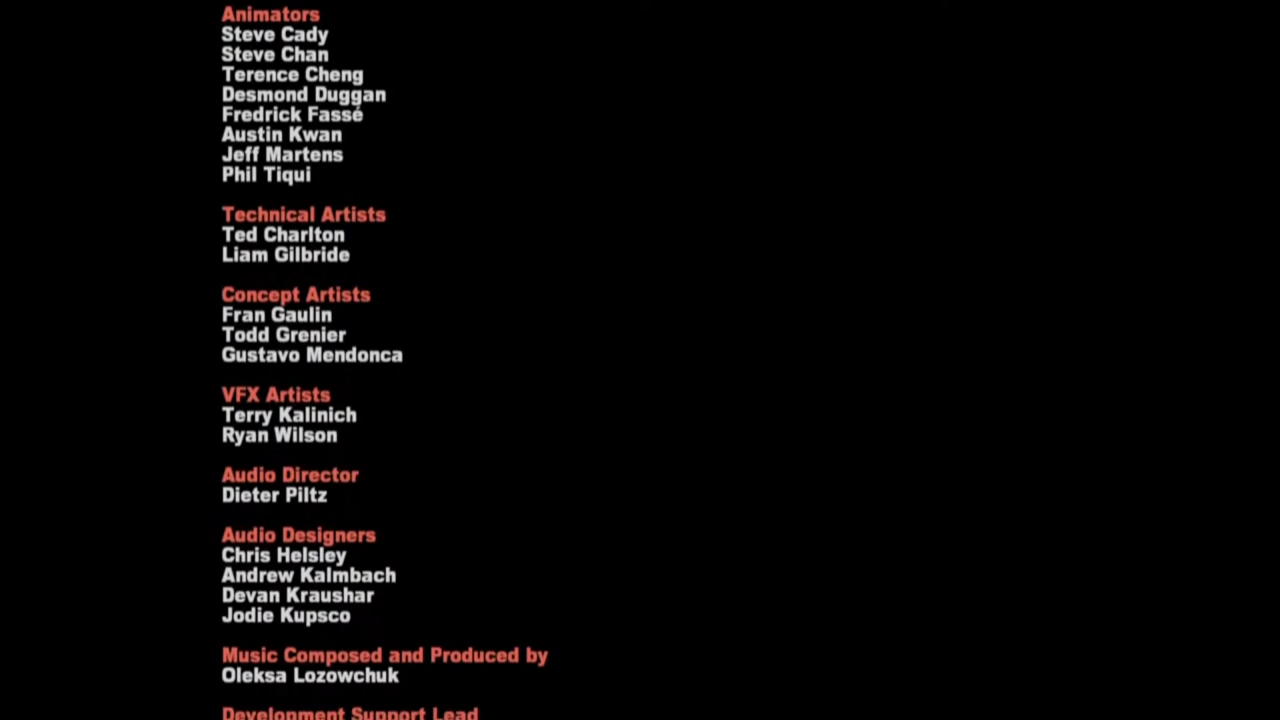 Animators
Steve Cady
Steve Chan
Terence Cheng
Desmond Duggan
Fredrick Fassé
Austin Kwan
Jeff Martens
Phil Tiqui
Technical Artists
Ted Charlton
Liam Gilbride
Concept Artists
Fran Gaulin
Todd Grenier
Gustavo Mendonca
VFX Artists
Terry Kalinich
Ryan Wilson
Audio Director
Dieter Piltz
Audio Designers
Chris Helsley
Andrew Kalmbach
Devan Kraushar
Jodie Kupsco
Music Composed and Produced by
Oleksa Lozowchuk
Development Support Lead